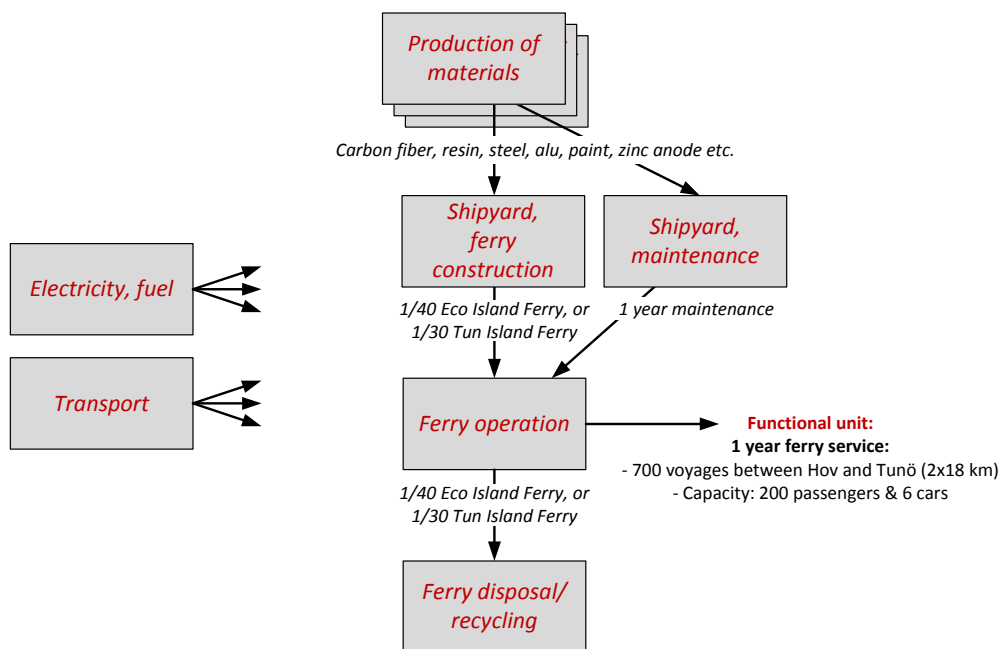 Production of
materials
Carbon fiber, resin, steel, alu, paint, zinc anode etc.
Shipyard,
ferry
construction
Shipyard,
maintenance
Electricity, fuel
1/40 Eco Island Ferry, or
1/30 Tun Island Ferry
1 year maintenance
Transport
Ferry operation
Functional unit:
1 year ferry service:
- 700 voyages between Hov and Tunö (2x18 km)
- Capacity: 200 passengers & 6 cars
1/40 Eco Island Ferry, or
1/30 Tun Island Ferry
Ferry disposal/
recycling